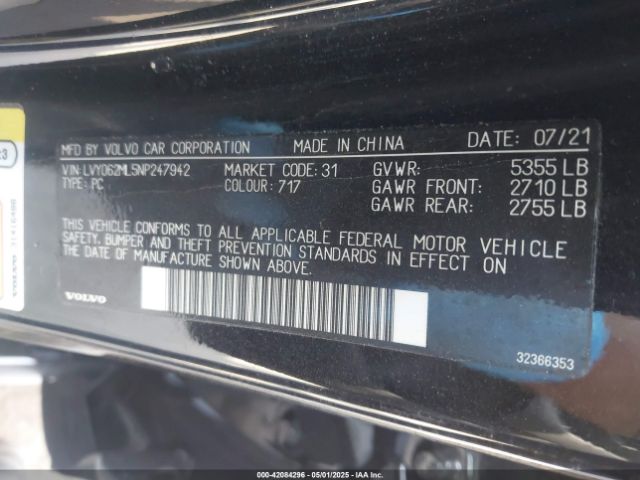 MFD BY VOLVO CAR CORPORATION MADE IN CHINA DATE: 07/21
VIN: LVY062ML5NP247942 MARKET CODE: 31 GVWR: 5355 LB
TYPE: PC COLOUR: 717 GAWR FRONT: 2710 LB
GAWR REAR: 2755 LB
THIS VEHICLE CONFORMS TO ALL APPLICABLE FEDERAL MOTOR VEHICLE
SAFETY, BUMPER AND THEFT PREVENTION STANDARDS IN EFFECT ON
THE DATE OF MANUFACTURE SHOWN ABOVE.
VOLVO
32366353
VOLVO
000-42084296 - 05/01/2025 - IAA Inc.